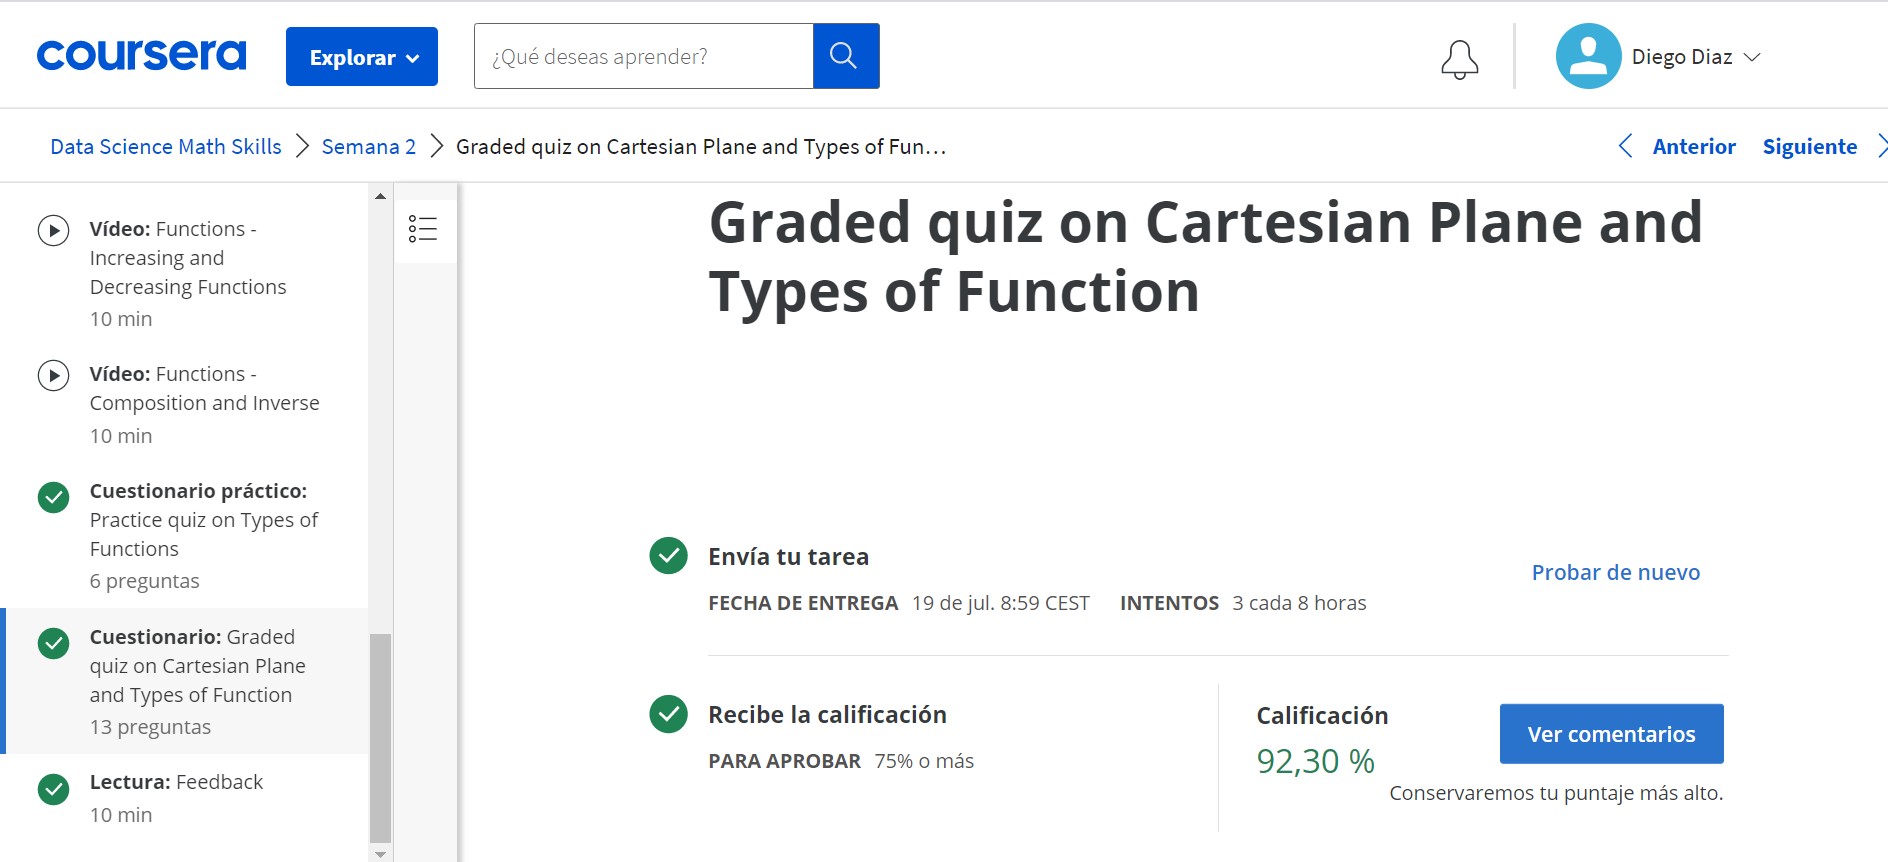 coursera
Explorar
¿Qué deseas aprender?
Diego Diaz
Data Science Math Skills
Semana 2
Graded quiz on Cartesian Plane and Types of Fun...
Anterior
Siguiente
Vídeo: Functions -
Increasing and
Decreasing Functions
10 min
Vídeo: Functions -
Composition and Inverse
10 min
Cuestionario práctico:
Practice quiz on Types of
Functions
6 preguntas
Cuestionario: Graded
quiz on Cartesian Plane
and Types of Function
13 preguntas
Lectura: Feedback
10 min
Graded quiz on Cartesian Plane and
Types of Function
Envía tu tarea
FECHA DE ENTREGA 19 de jul. 8:59 CEST INTENTOS 3 cada 8 horas
Probar de nuevo
Recibe la calificación
PARA APROBAR 75% o más
Calificación
92,30 %
Ver comentarios
Conservaremos tu puntaje más alto.